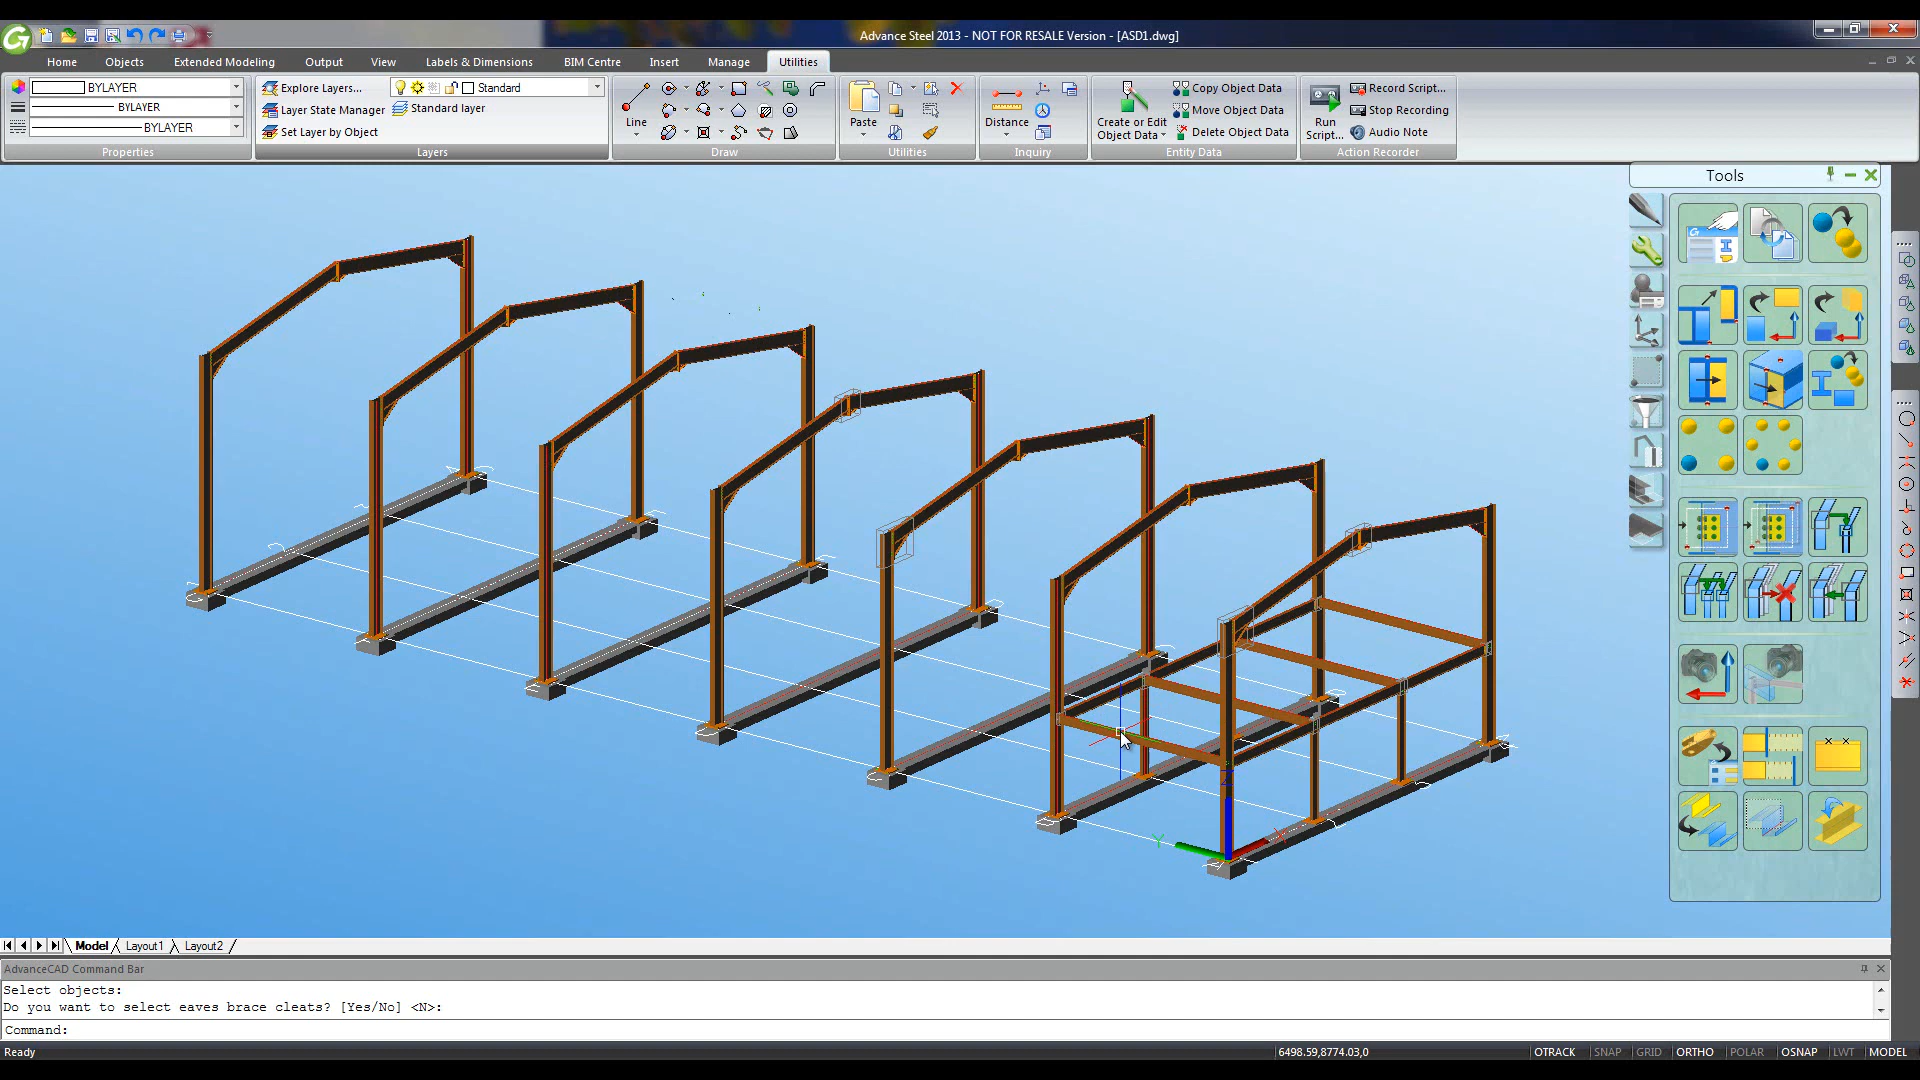 Advance Steel 2013 - NOT FOR RESALE Version - [ASD1.dwg]
Home Objects Extended Modeling Output View Labels & Dimensions BIM Centre Insert Manage Utilities
BYLAYER
BYLAYER
BYLAYER
Properties
Explore Layers...
Standard
Layer State Manager
Standard layer
Set Layer by Object
Layers
Line
Draw
Paste
Utilities
Distance
Inquiry
Create or Edit
Object Data
Copy Object Data
Move Object Data
Delete Object Data
Entity Data
Run
Script...
Record Script...
Stop Recording
Audio Note
Action Recorder
Tools
Z
Y
X
Model Layout1 Layout2
AdvanceCAD Command Bar
Select objects:
Do you want to select eaves brace cleats? [Yes/No] <N>:
Command:
Ready
6498.59,8774.03,0
OTRACK SNAP GRID ORTHO POLAR OSNAP LWT MODEL